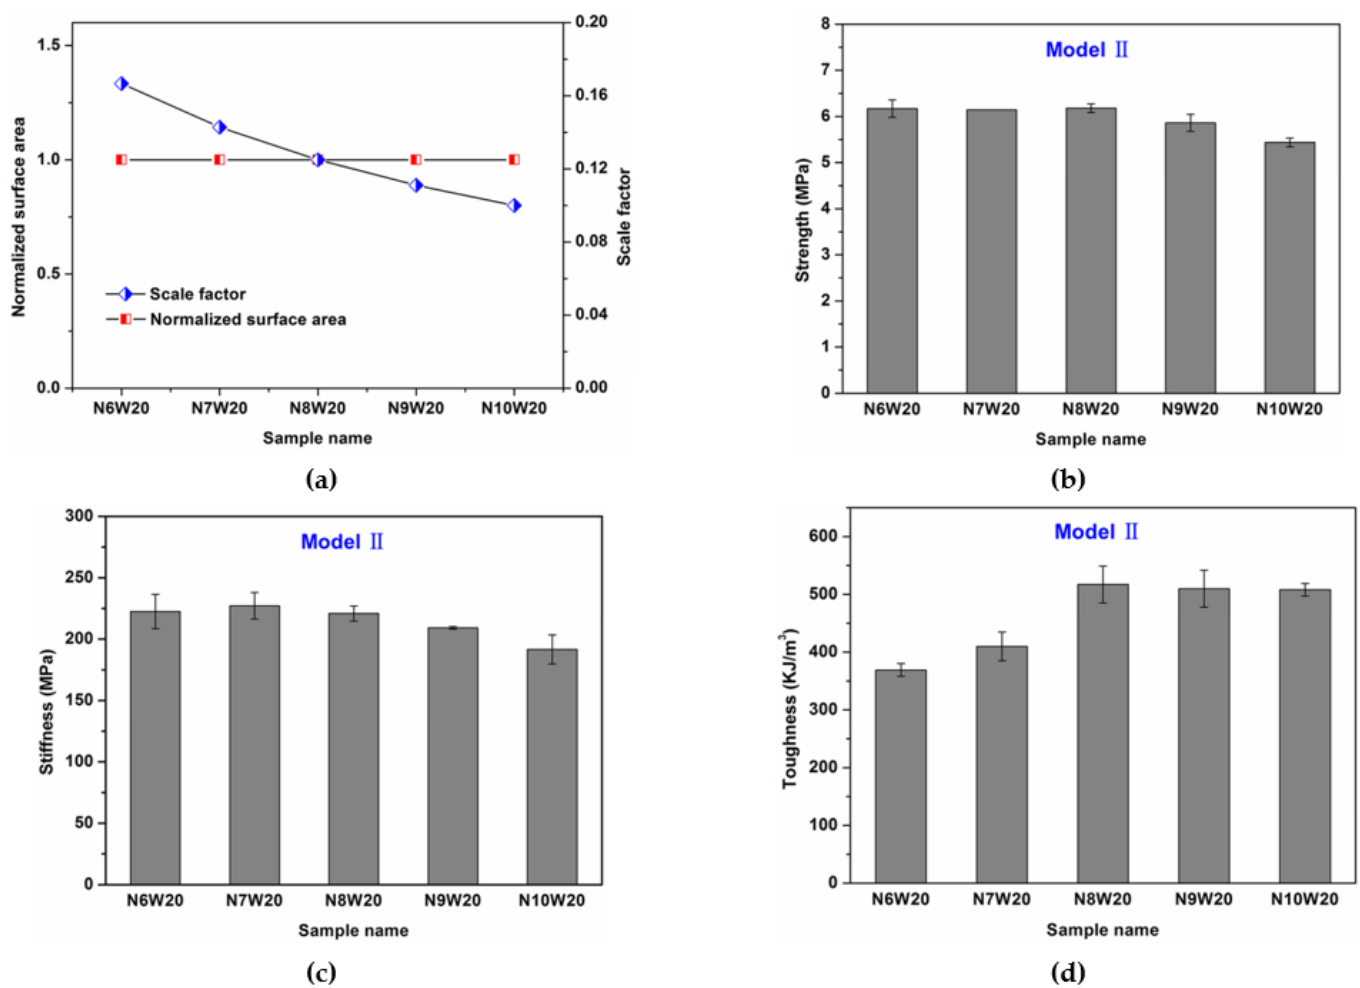 1.5
1.0
0.5
0.0
Normalized surface area
0.20
0.16
0.12
0.08
0.04
0.00
Scale factor
Scale factor
Normalized surface area
N6W20 N7W20 N8W20 N9W20 N10W20
Sample name
(a)
Model Ⅱ
8
7
6
5
4
3
2
1
0
Strength (MPa)
N6W20 N7W20 N8W20 N9W20 N10W20
Sample name
(b)
Model Ⅱ
300
250
200
150
100
50
0
Stiffness (MPa)
N6W20 N7W20 N8W20 N9W20 N10W20
Sample name
(c)
Model Ⅱ
600
500
400
300
200
100
0
Toughness (KJ/m³)
N6W20 N7W20 N8W20 N9W20 N10W20
Sample name
(d)